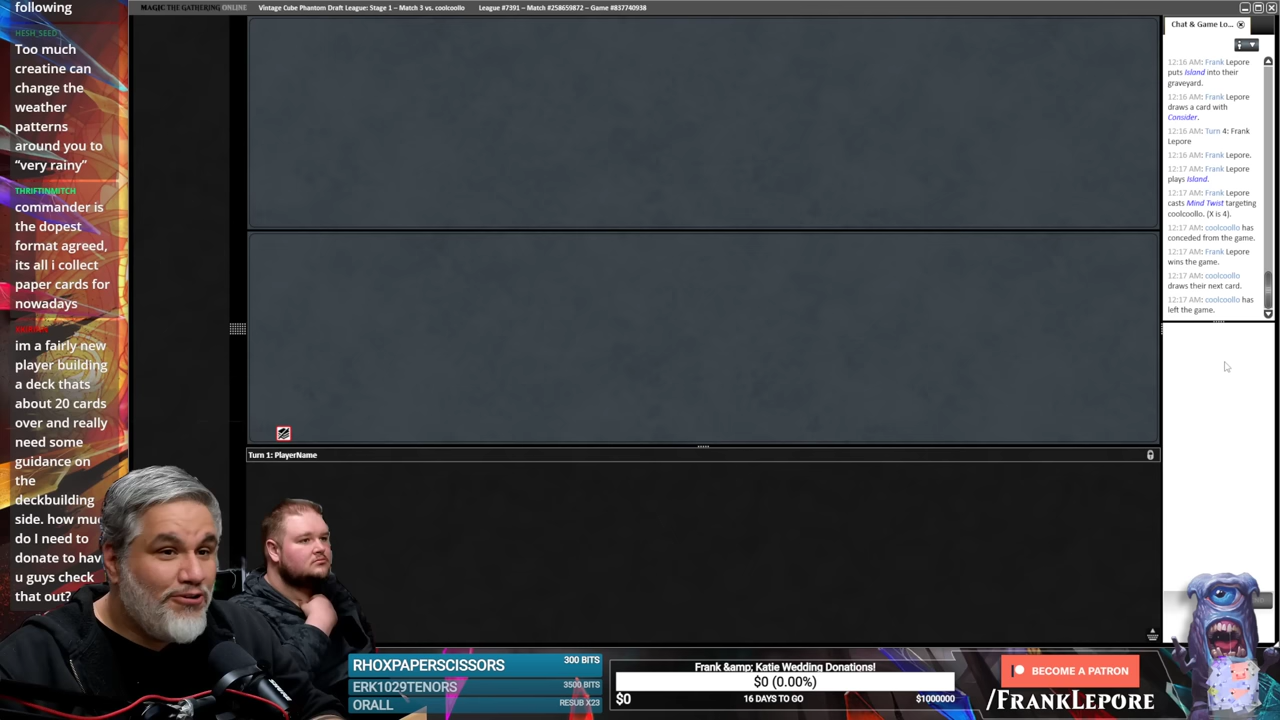 following
HESH_SEED
Too much
creatine can
change the
weather
patterns
around you to
“very rainy”
THRIFTINMITCH
commander is
the dopest
format agreed,
its all i collect
paper cards for
nowadays
im a fairly new
player building
a deck thats
about 20 cards
over and really
need some
guidance on
the
deckbuilding
side. how muc
do I need to
donate to hav
u guys check
that out?
MAGIC THE GATHERING ONLINE
Vintage Cube Phantom Draft League: Stage 1 – Match 3 vs. coolcoollo
League #7391 – Match #258659872 – Game #837740938
Chat & Game Lo...
12:16 AM: Frank Lepore
puts Island into their
graveyard.
12:16 AM: Frank Lepore
draws a card with
Consider.
12:16 AM: Turn 4: Frank
Lepore
12:16 AM: Frank Lepore.
12:17 AM: Frank Lepore
plays Island.
12:17 AM: Frank Lepore
casts Mind Twist targeting
coolcoollo. (X is 4).
12:17 AM: coolcoollo has
conceded from the game.
12:17 AM: Frank Lepore
wins the game.
12:17 AM: coolcoollo
draws their next card.
12:17 AM: coolcoollo has
left the game.
Turn 1: PlayerName
RHOXPAPERSCISSORS 300 BITS
ERK1029TENORS 3500 BITS
ORALL RESUB X23
Frank &amp; Katie Wedding Donations!
$0 (0.00%)
$0 16 DAYS TO GO $1000000
BECOME A PATRON
/FRANKLEPORE